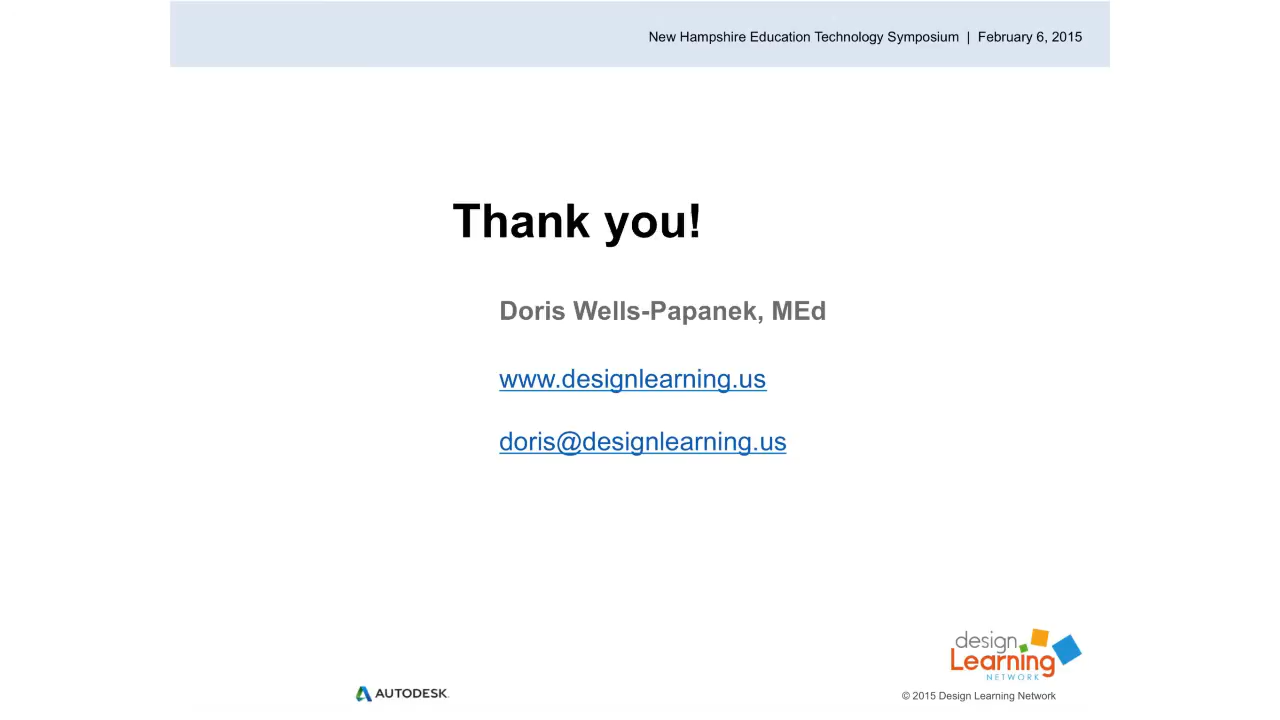 New Hampshire Education Technology Symposium | February 6, 2015
Thank you!
Doris Wells-Papanek, MEd
www.designlearning.us
doris@designlearning.us
design
Learning
NETWORK
AUTODESK.
© 2015 Design Learning Network